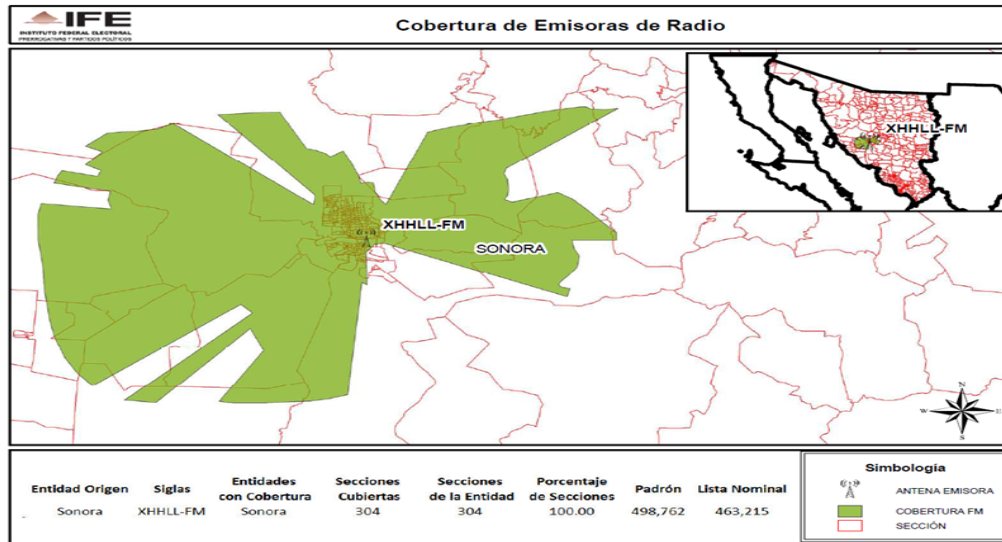 IFE
INSTITUTO FEDERAL ELECTORAL
PRERROGATIVAS Y PARTIDOS POLÍTICOS
Cobertura de Emisoras de Radio
XHHLL-FM
XHHLL-FM
SONORA
N
W E
S
Entidad Origen Siglas Entidades con Cobertura Secciones Cubiertas Secciones de la Entidad Porcentaje de Secciones Padrón Lista Nominal
Sonora XHHLL-FM Sonora 304 304 100.00 498,762 463,215
Simbología
ANTENA EMISORA
COBERTURA FM
SECCIÓN